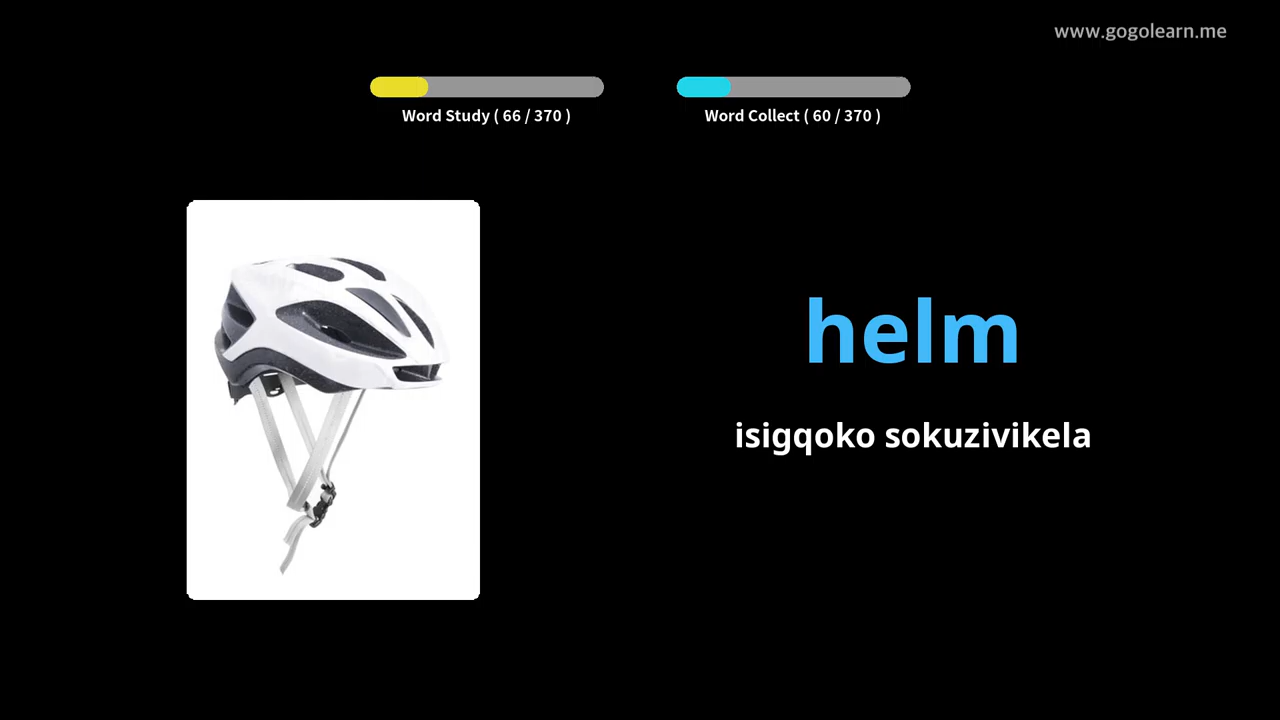 www.gogolearn.me
Word Study ( 66 / 370 )
Word Collect ( 60 / 370 )
helm
isigqoko sokuzivikela